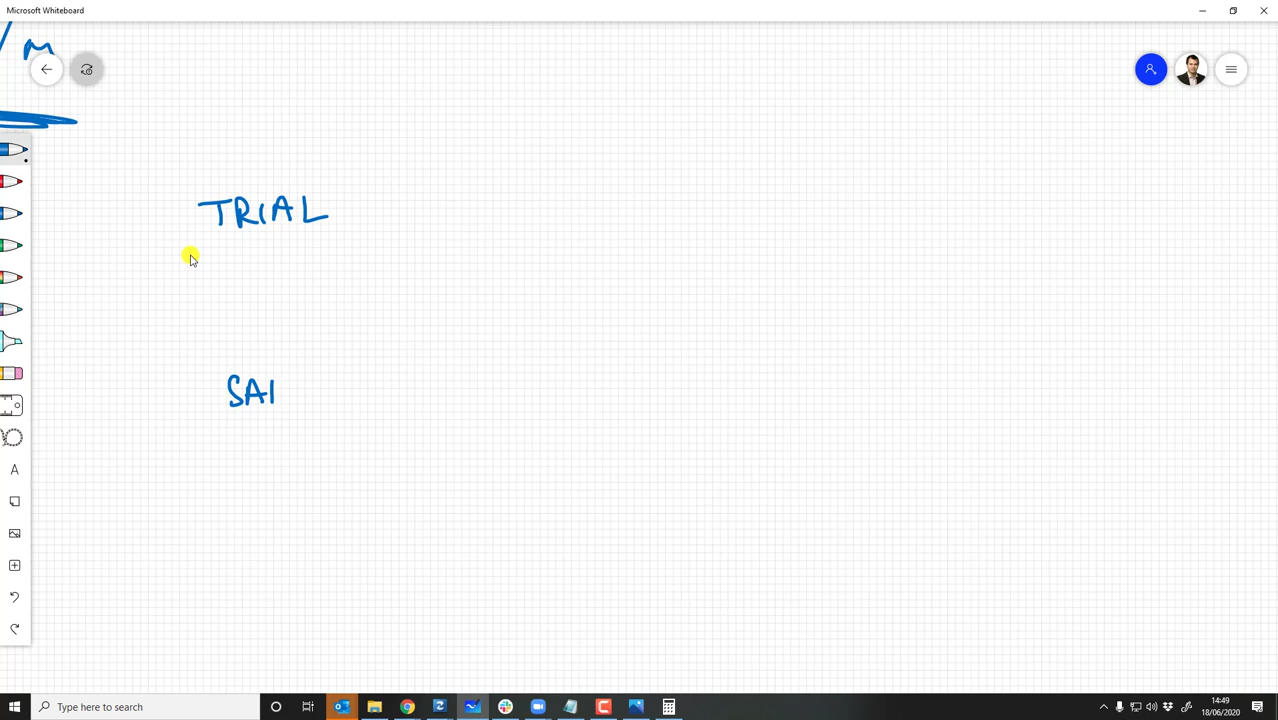 Microsoft Whiteboard
/m
TRIAL
SAI
A
Type here to search
14:49
18/06/2020